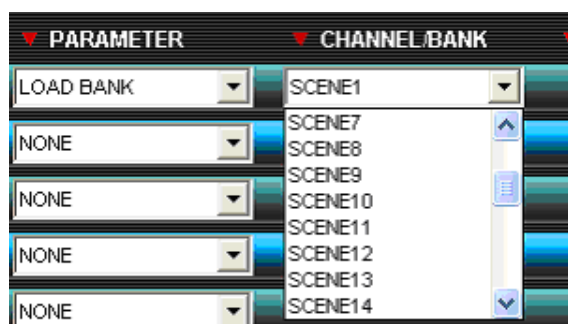 ▼ PARAMETER ▼ CHANNEL/BANK
LOAD BANK SCENE1
SCENE7
NONE
SCENE8
SCENE9
NONE
SCENE10
SCENE11
NONE
SCENE12
SCENE13
NONE
SCENE14